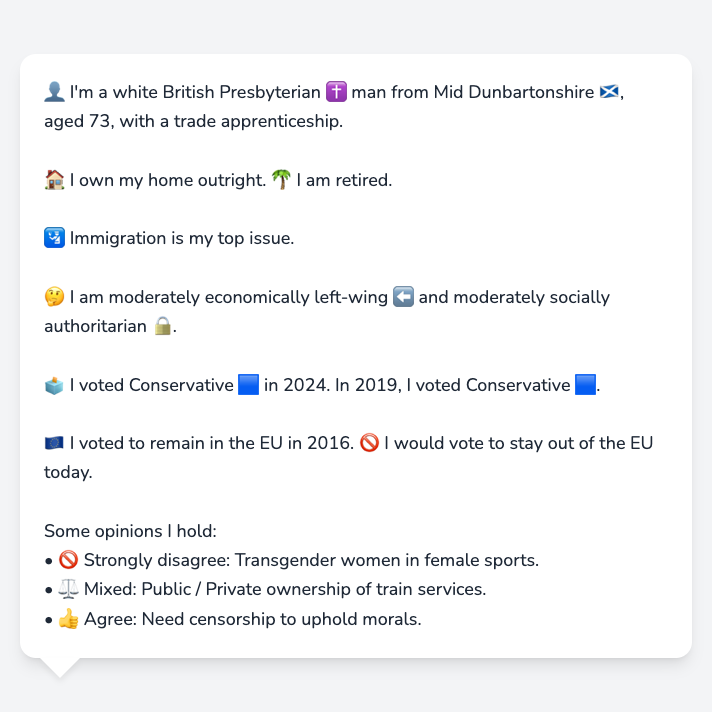 👤 I'm a white British Presbyterian ✝️ man from Mid Dunbartonshire 🏴󠁧󠁢󠁳󠁣󠁴󠁿,
aged 73, with a trade apprenticeship.
🏠 I own my home outright. 🌴 I am retired.
🛂 Immigration is my top issue.
🤔 I am moderately economically left-wing ⬅️ and moderately socially
authoritarian 🔒.
🗳️ I voted Conservative 🟦 in 2024. In 2019, I voted Conservative 🟦.
🇪🇺 I voted to remain in the EU in 2016. 🚫 I would vote to stay out of the EU
today.
Some opinions I hold:
• 🚫 Strongly disagree: Transgender women in female sports.
• ⚖️ Mixed: Public / Private ownership of train services.
• 👍 Agree: Need censorship to uphold morals.